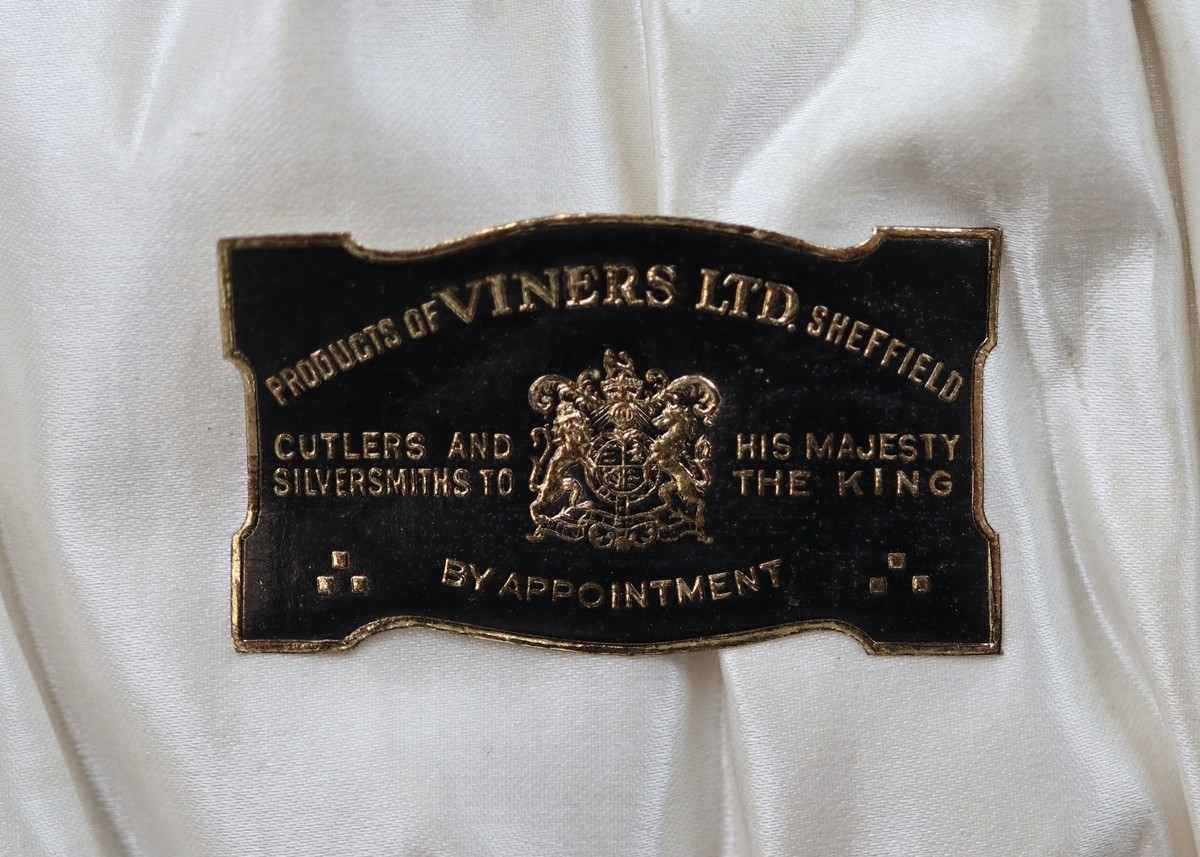 PRODUCTS OF VINERS LTD. SHEFFIELD
CUTLERS AND
SILVERSMITHS TO
HIS MAJESTY
THE KING
BY APPOINTMENT